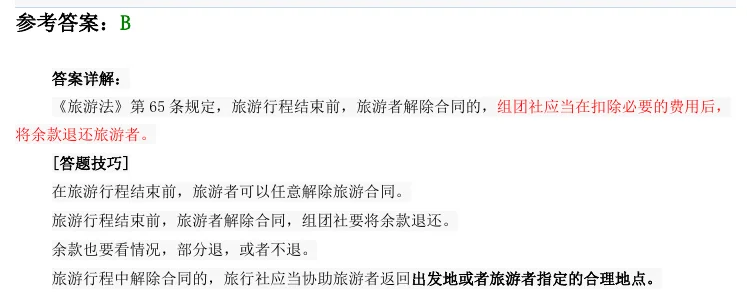 参考答案：B
答案详解：
《旅游法》第 65 条规定，旅游行程结束前，旅游者解除合同的，组团社应当在扣除必要的费用后，
将余款退还旅游者。
[答题技巧]
在旅游行程结束前，旅游者可以任意解除旅游合同。
旅游行程结束前，旅游者解除合同，组团社要将余款退还。
余款也要看情况，部分退，或者不退。
旅游行程中解除合同的，旅行社应当协助旅游者返回出发地或者旅游者指定的合理地点。